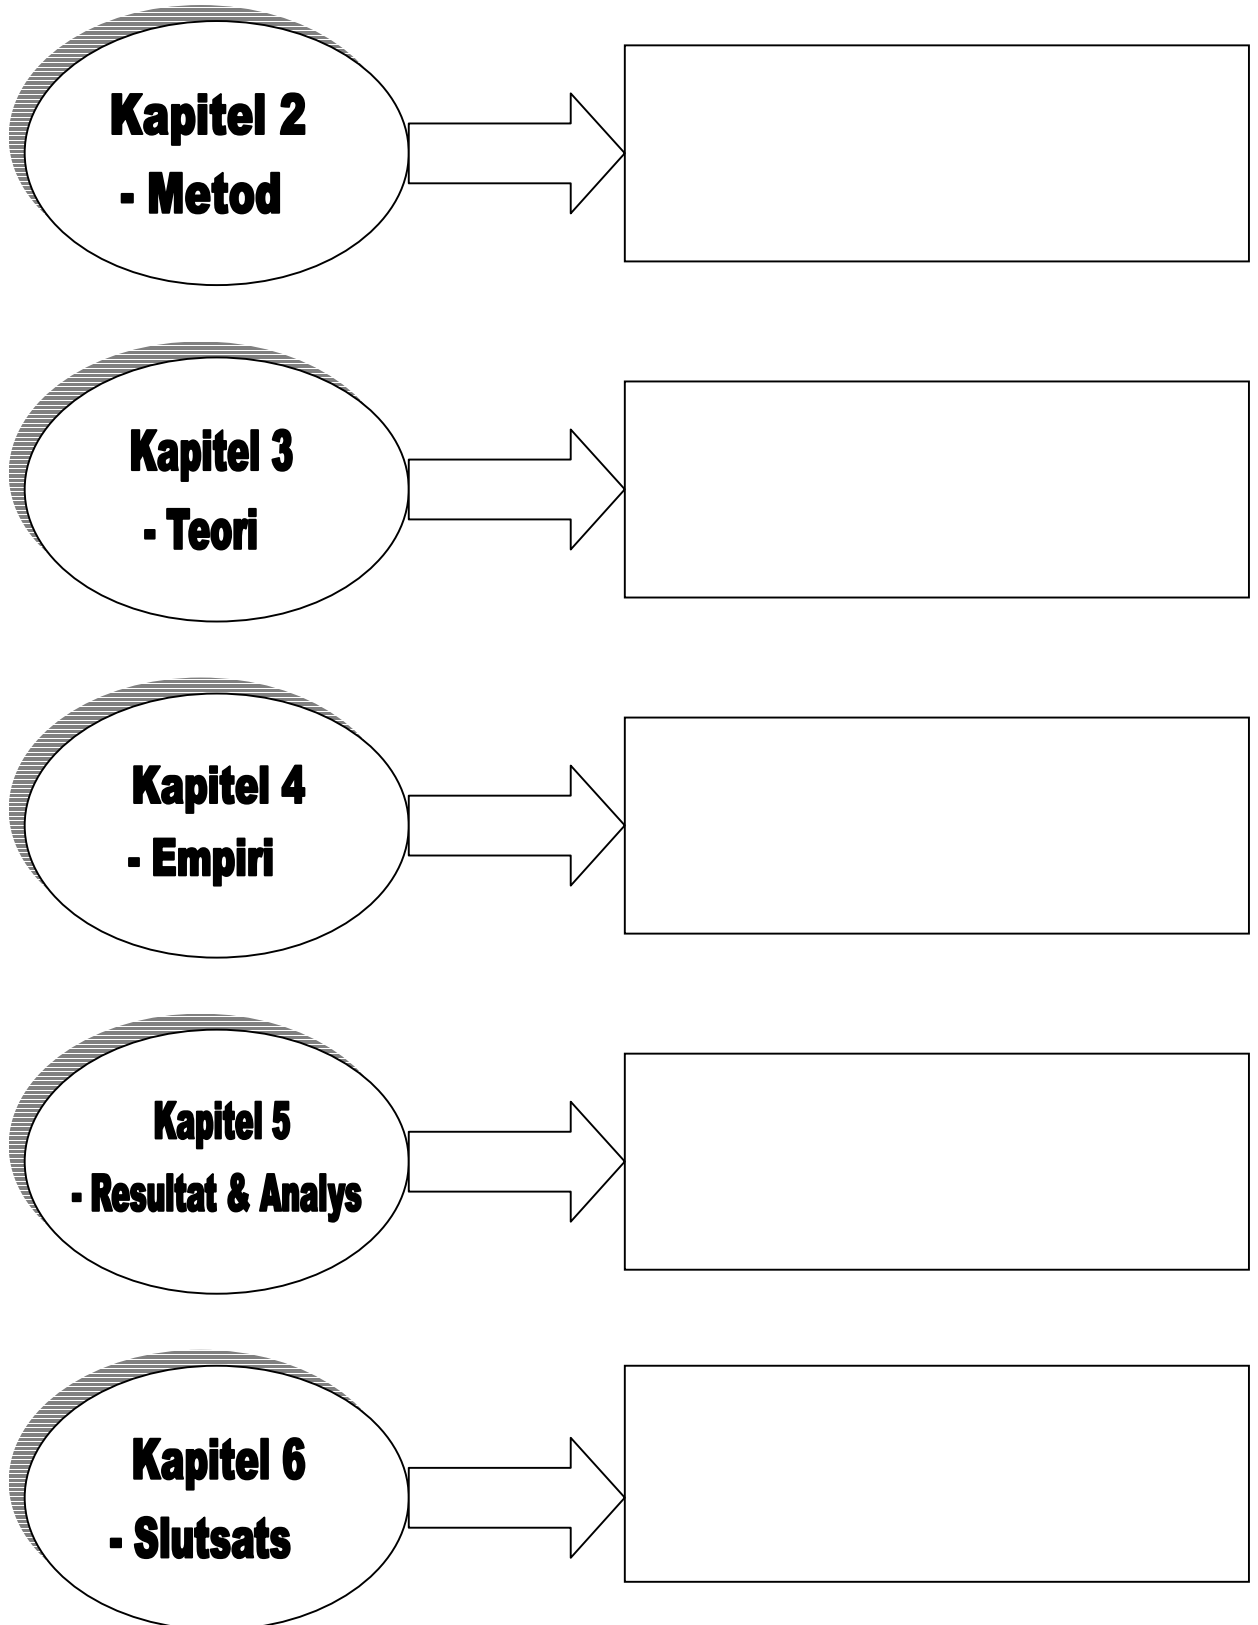 Kapitel 2
- Metod
Kapitel 3
- Teori
Kapitel 4
- Empiri
Kapitel 5
- Resultat & Analys
Kapitel 6
- Slutsats